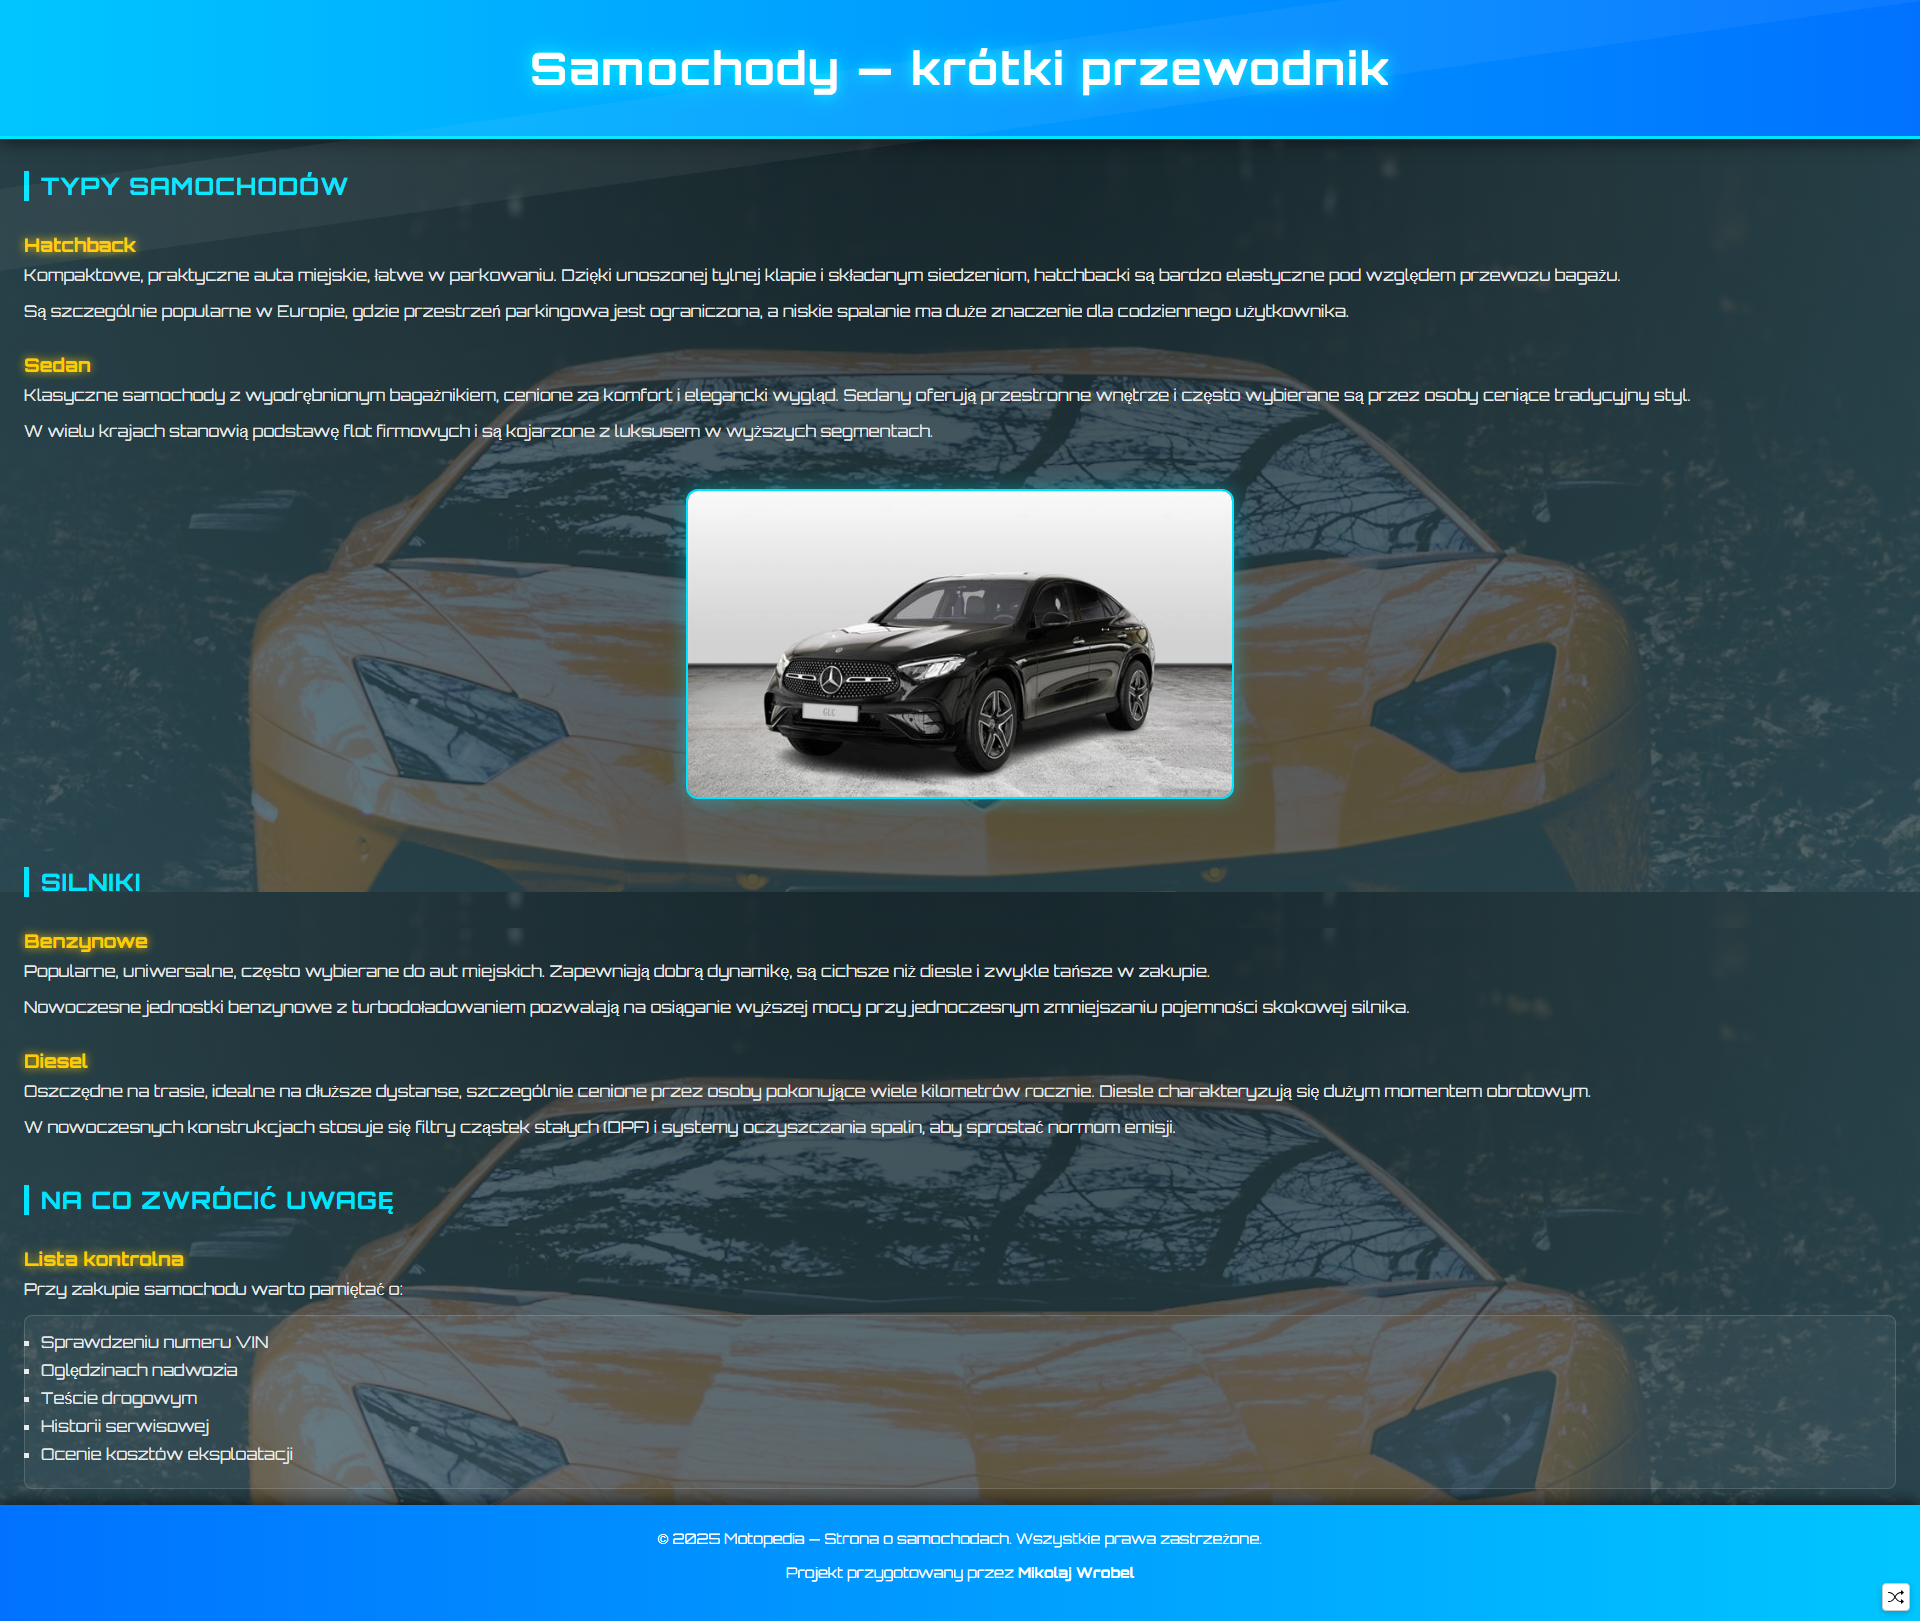 Samochody – krótki przewodnik
TYPY SAMOCHODÓW
Hatchback
Kompaktowe, praktyczne auta miejskie, łatwe w parkowaniu. Dzięki unoszonej tylnej klapie i składanym siedzeniom, hatchbacki są bardzo elastyczne pod względem przewozu bagażu.
Są szczególnie popularne w Europie, gdzie przestrzeń parkingowa jest ograniczona, a niskie spalanie ma duże znaczenie dla codziennego użytkownika.
Sedan
Klasyczne samochody z wyodrębnionym bagażnikiem, cenione za komfort i elegancki wygląd. Sedany oferują przestronne wnętrze i często wybierane są przez osoby ceniące tradycyjny styl.
W wielu krajach stanowią podstawę flot firmowych i są kojarzone z luksusem w wyższych segmentach.
GLC
SILNIKI
Benzynowe
Popularne, uniwersalne, często wybierane do aut miejskich. Zapewniają dobrą dynamikę, są cichsze niż diesle i zwykle tańsze w zakupie.
Nowoczesne jednostki benzynowe z turbodoładowaniem pozwalają na osiąganie wyższej mocy przy jednoczesnym zmniejszaniu pojemności skokowej silnika.
Diesel
Oszczędne na trasie, idealne na dłuższe dystanse, szczególnie cenione przez osoby pokonujące wiele kilometrów rocznie. Diesle charakteryzują się dużym momentem obrotowym.
W nowoczesnych konstrukcjach stosuje się filtry cząstek stałych (DPF) i systemy oczyszczania spalin, aby sprostać normom emisji.
NA CO ZWRÓCIĆ UWAGĘ
Lista kontrolna
Przy zakupie samochodu warto pamiętać o:
Sprawdzeniu numeru VIN
Oględzinach nadwozia
Teście drogowym
Historii serwisowej
Ocenie kosztów eksploatacji
© 2025 Motopedia — Strona o samochodach. Wszystkie prawa zastrzeżone.
Projekt przygotowany przez Mikolaj Wrobel